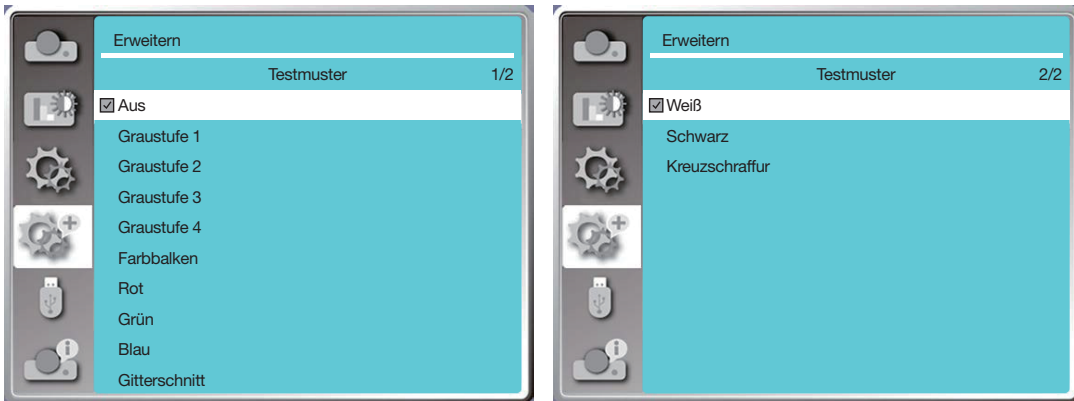 Erweitern
Testmuster 1/2
Aus
Graustufe 1
Graustufe 2
Graustufe 3
Graustufe 4
Farbbalken
Rot
Grün
Blau
Gitterschnitt
Erweitern
Testmuster 2/2
Weiß
Schwarz
Kreuzschraffur